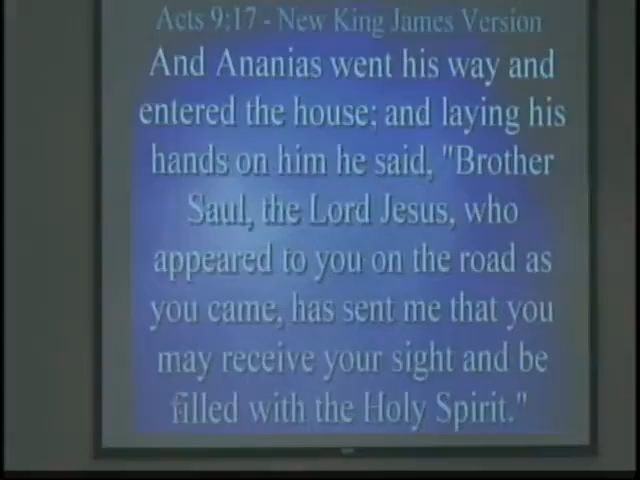 Acts 9:17 - New King James Version
And Ananias went his way and
entered the house; and laying his
hands on him he said, "Brother
Saul, the Lord Jesus, who
appeared to you on the road as
you came, has sent me that you
may receive your sight and be
filled with the Holy Spirit."